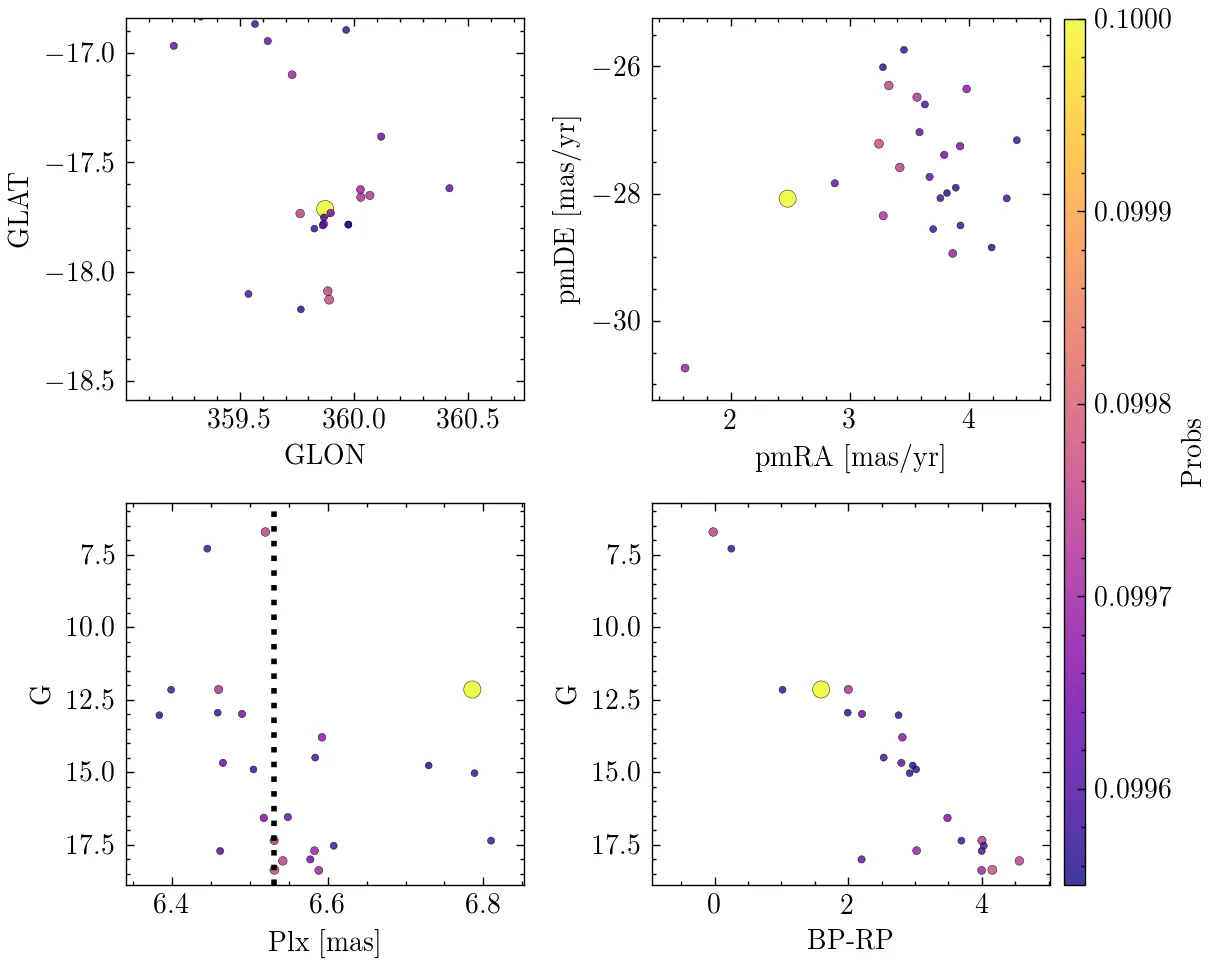 −17.0
−17.5
−18.0
−18.5
GLAT
359.5 360.0 360.5
GLON
−26
−28
−30
pmDE [mas/yr]
2 3 4
pmRA [mas/yr]
7.5
10.0
12.5
15.0
17.5
G
6.4 6.6 6.8
Plx [mas]
7.5
10.0
12.5
15.0
17.5
G
0 2 4
BP-RP
0.1000
0.0999
0.0998
0.0997
0.0996
Probs